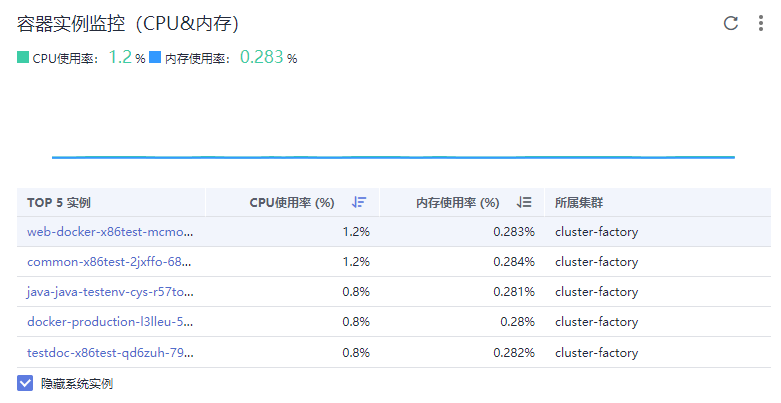 容器实例监控（CPU&内存）
CPU使用率： 1.2 % 内存使用率： 0.283 %
TOP 5 实例 CPU使用率 (%) 内存使用率 (%) 所属集群
web-docker-x86test-mcmo... 1.2% 0.283% cluster-factory
common-x86test-2jxffo-68... 1.2% 0.284% cluster-factory
java-java-testenv-cys-r57to... 0.8% 0.281% cluster-factory
docker-production-l3lleu-5... 0.8% 0.28% cluster-factory
testdoc-x86test-qd6zuh-79... 0.8% 0.282% cluster-factory
隐藏系统实例